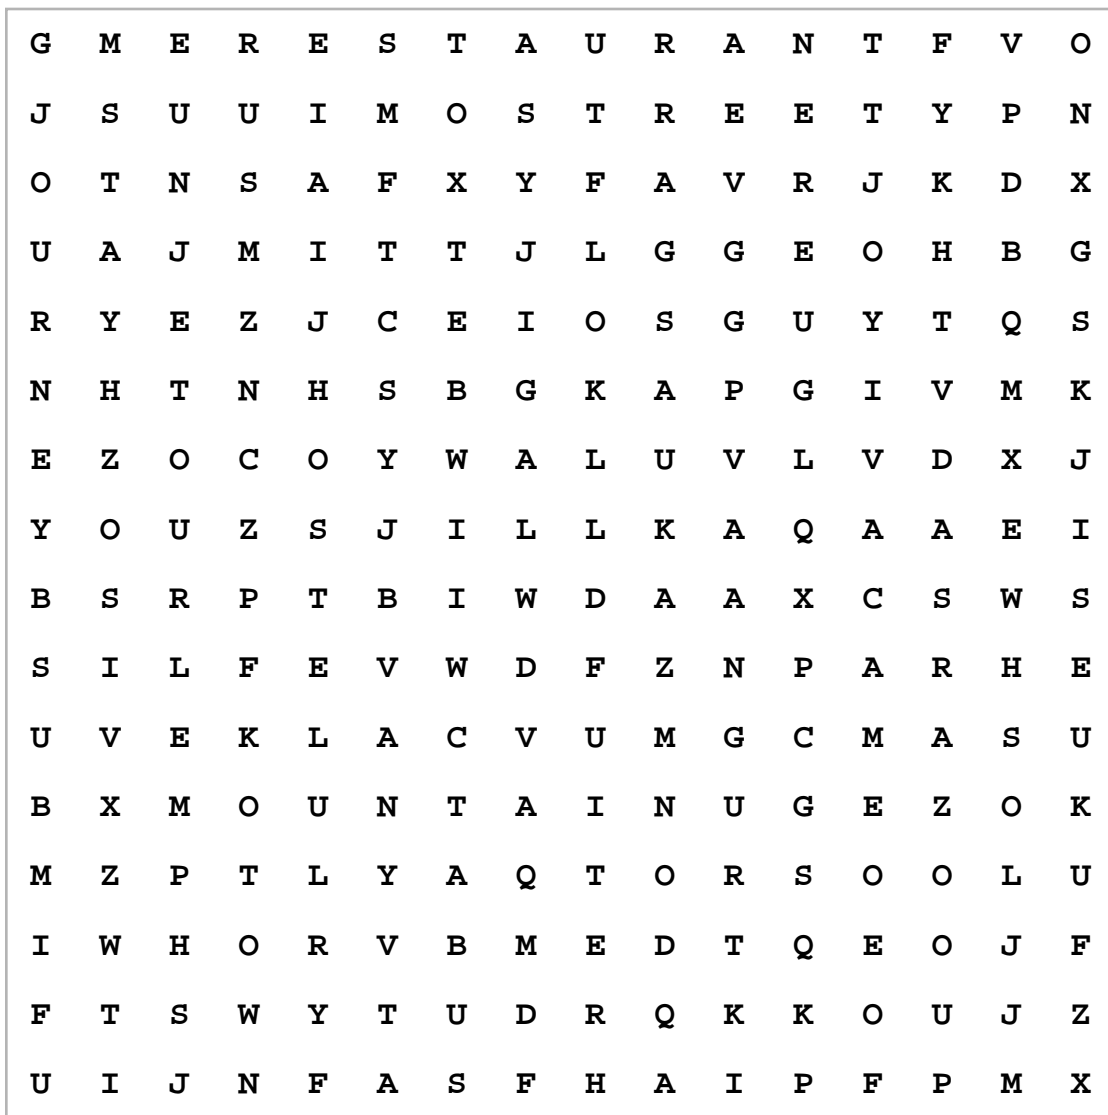 G M E R E S T A U R A N T F V O
J S U U I M O S T R E E T Y P N
O T N S A F X Y F A V R J K D X
U A J M I T T J L G G E O H B G
R Y E Z J C E I O S G U Y T Q S
N H T N H S B G K A P G I V M K
E Z O C O Y W A L U V L V D X J
Y O U Z S J I L L K A Q A A E I
B S R P T B I W D A A X C S W S
S I L F E V W D F Z N P A R H E
U V E K L A C V U M G C M A S U
B X M O U N T A I N U G E Z O K
M Z P T L Y A Q T O R S O O L U
I W H O R V B M E D T Q E O J F
F T S W Y T U D R Q K K O U J Z
U I J N F A S F H A I P F P M X